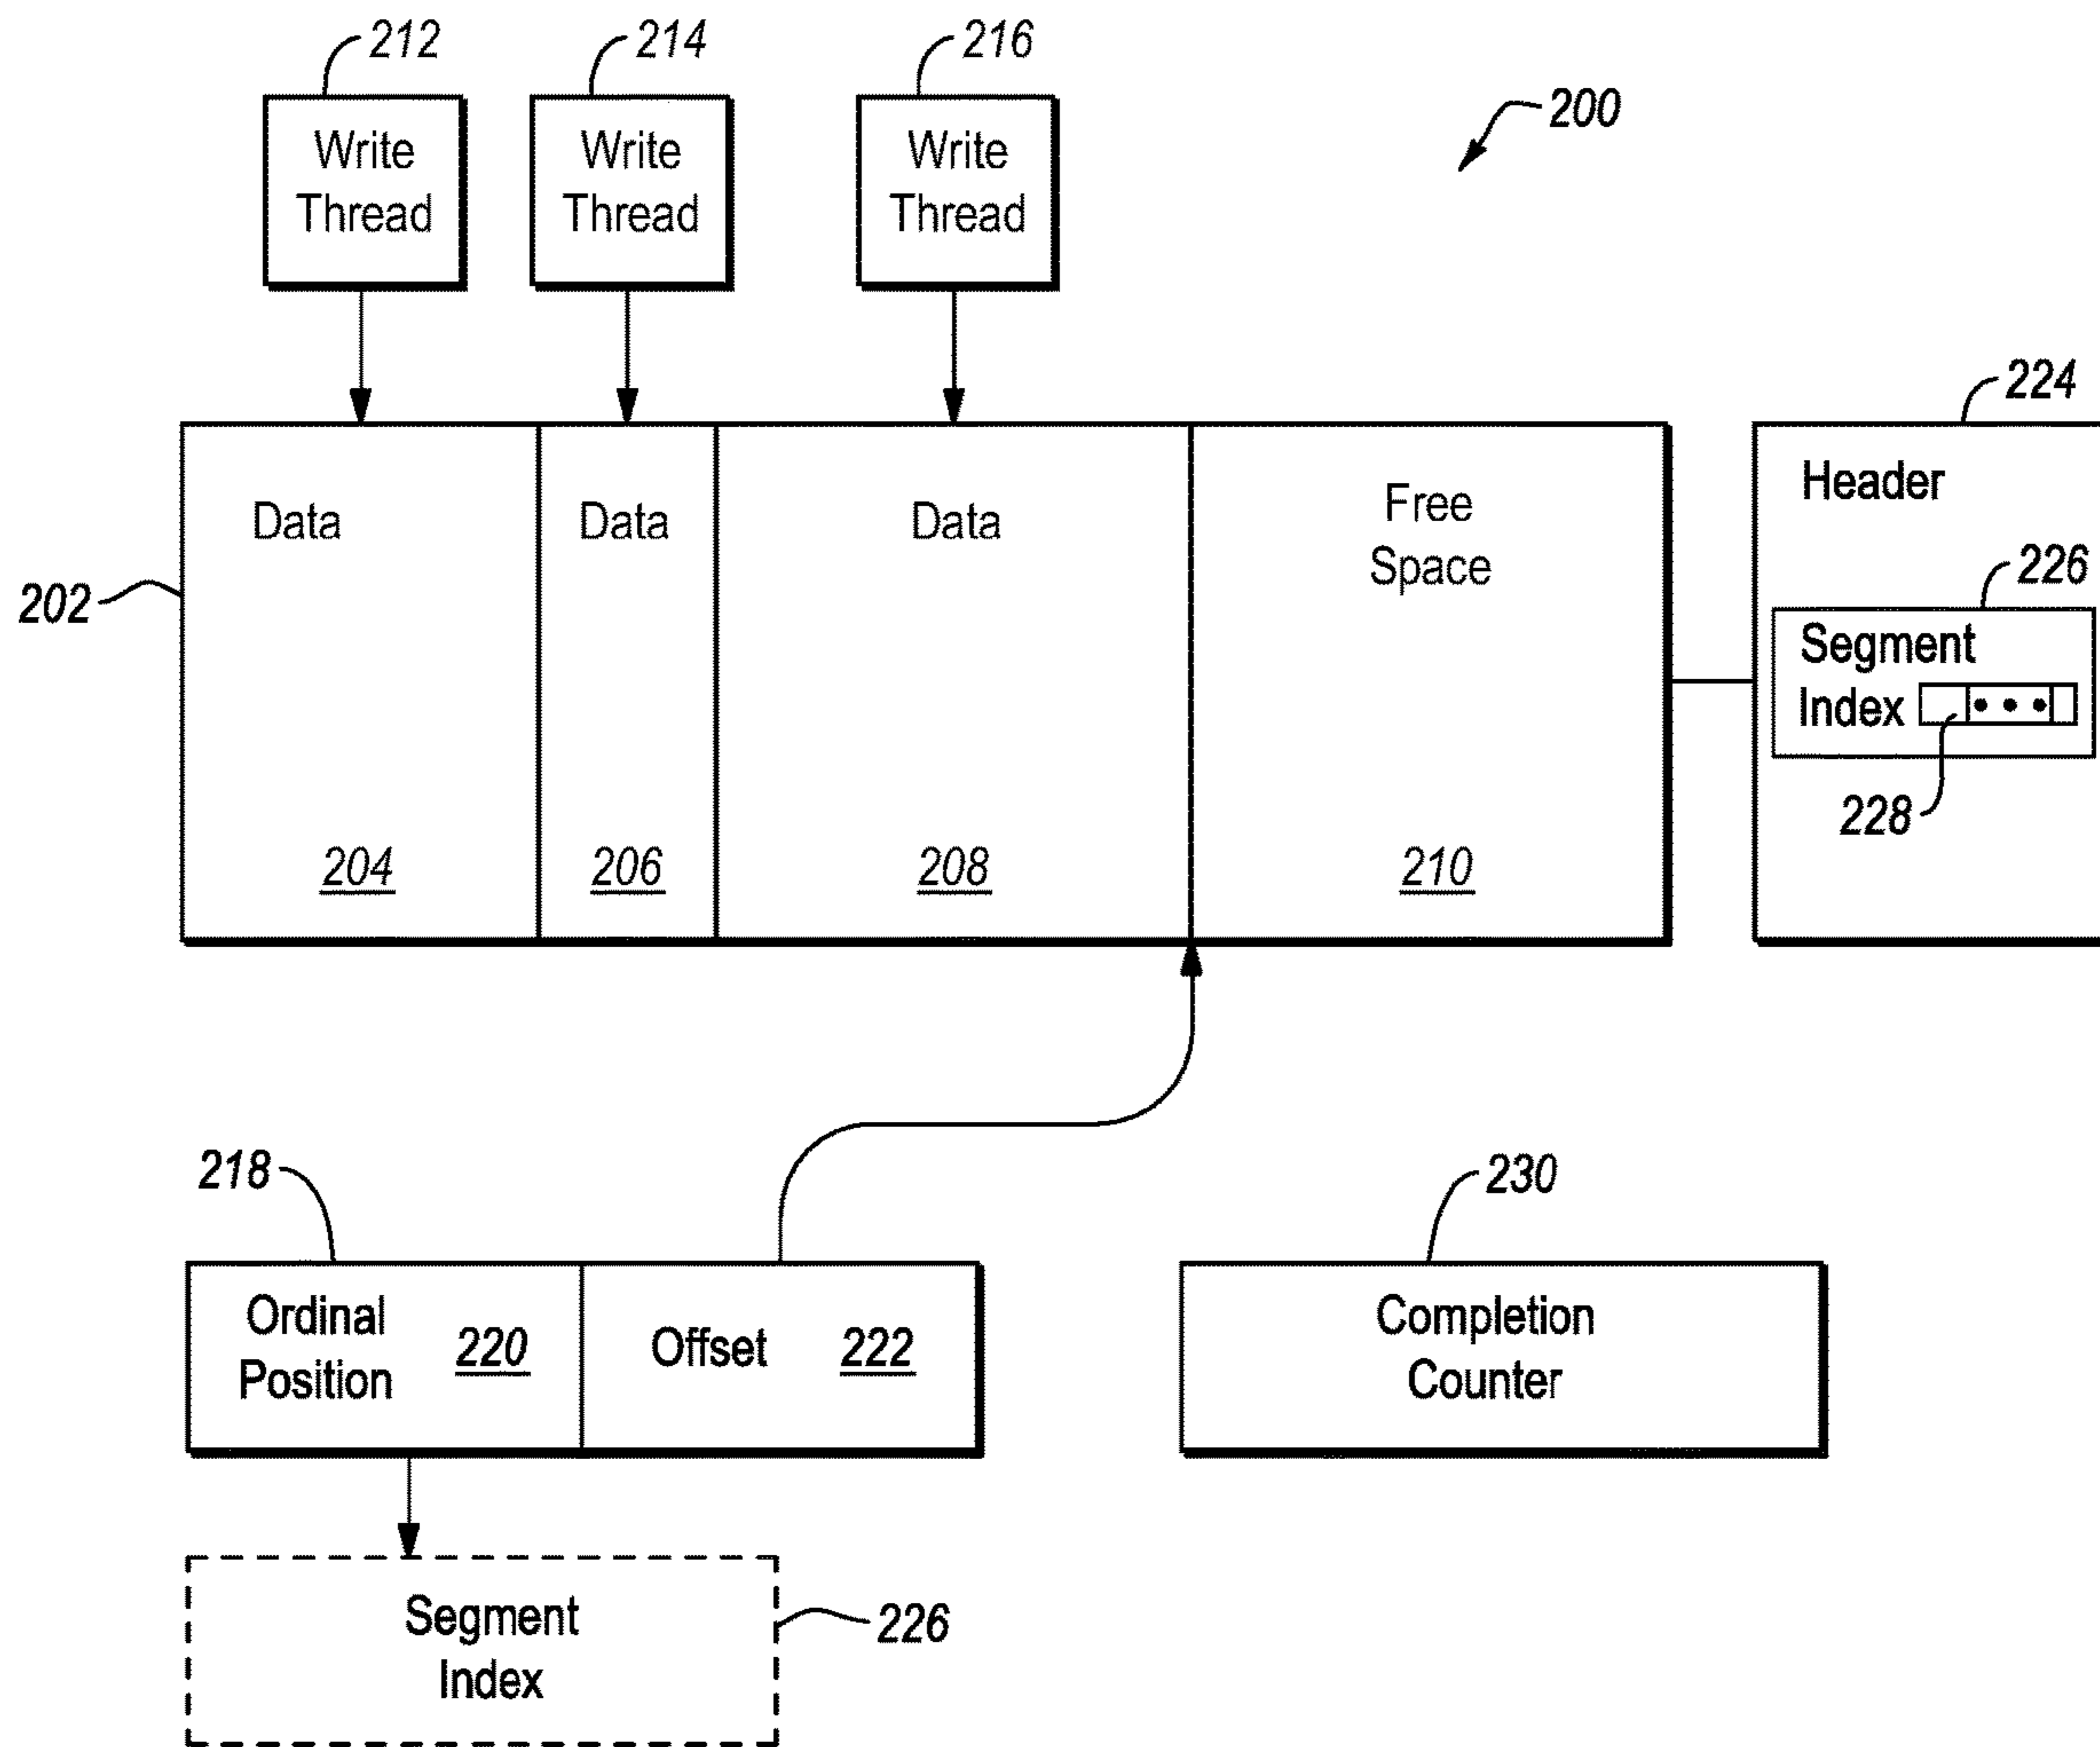 212
214
216
200
Write
Thread
Write
Thread
Write
Thread
224
Header
Data
Data
Data
Free
Space
226
202
Segment
Index
228
204
206
208
210
218
230
Ordinal
Position
220
Offset
222
Completion
Counter
Segment
Index
226